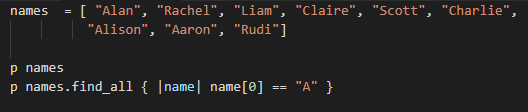 names  = [ "Alan", "Rachel", "Liam", "Claire", "Scott", "Charlie",
"Alison", "Aaron", "Rudi"]
p names
p names.find_all { |name| name[0] == "A" }